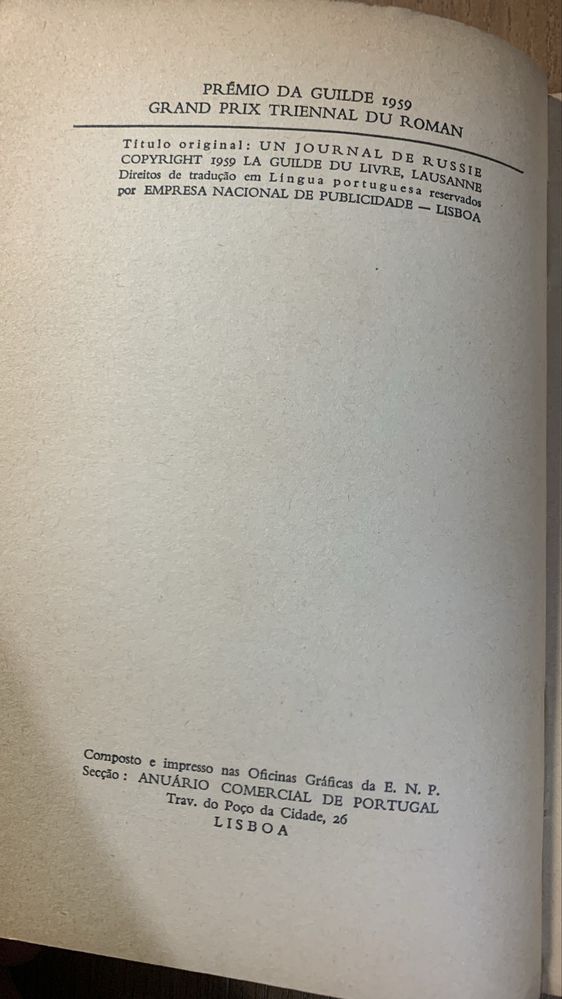 PRÉMIO DA GUILDE 1959
GRAND PRIX TRIENNAL DU ROMAN
Título original: UN JOURNAL DE RUSSIE
COPYRIGHT 1959 LA GUILDE DU LIVRE, LAUSANNE
Direitos de tradução em Língua portuguesa reservados
por EMPRESA NACIONAL DE PUBLICIDADE — LISBOA
Composto e impresso nas Oficinas Gráficas da E. N. P.
Secção: ANUÁRIO COMERCIAL DE PORTUGAL
Trav. do Poço da Cidade, 26
LISBOA